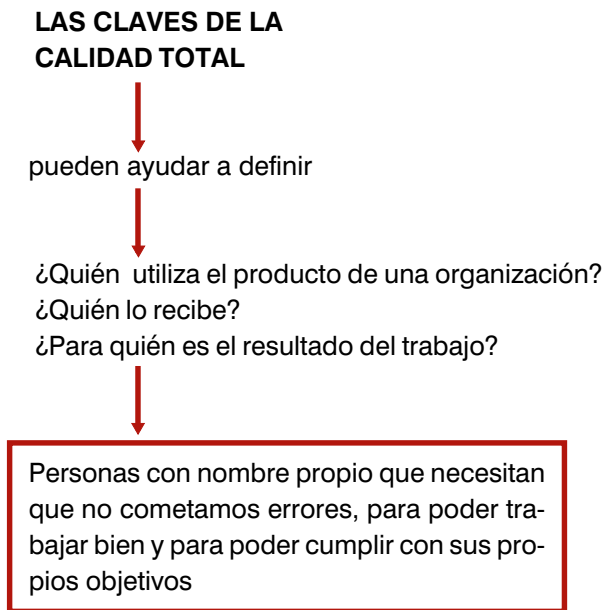 LAS CLAVES DE LA
CALIDAD TOTAL
pueden ayudar a definir
¿Quién utiliza el producto de una organización?
¿Quién lo recibe?
¿Para quién es el resultado del trabajo?
Personas con nombre propio que necesitan
que no cometamos errores, para poder tra-
bajar bien y para poder cumplir con sus pro-
pios objetivos